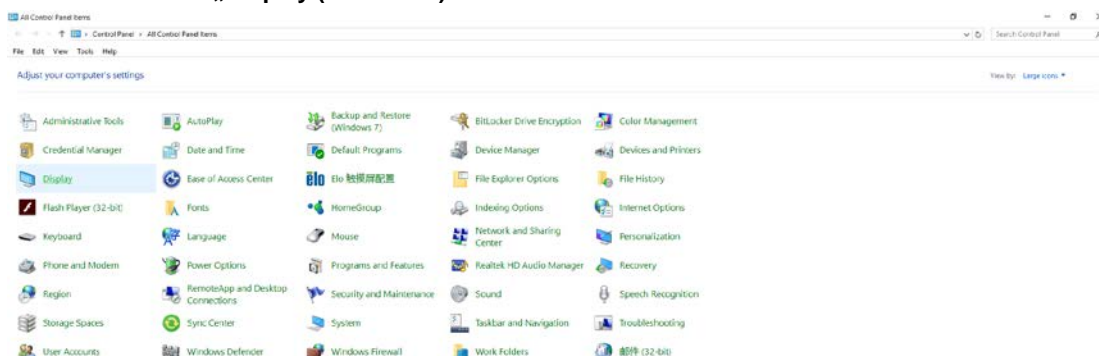 All Control Panel Items
Control Panel > All Control Panel Items
Search Control Panel
File Edit View Tools Help
Adjust your computer's settings
View by: Large icons
Administrative Tools
AutoPlay
Backup and Restore
(Windows 7)
BitLocker Drive Encryption
Color Management
Credential Manager
Date and Time
Default Programs
Device Manager
Devices and Printers
Display
Ease of Access Center
elo Elo 触摸屏配置
File Explorer Options
File History
Flash Player (32-bit)
Fonts
HomeGroup
Indexing Options
Internet Options
Keyboard
Language
Mouse
Network and Sharing
Center
Personalization
Phone and Modem
Power Options
Programs and Features
Realtek HD Audio Manager
Recovery
Region
RemoteApp and Desktop
Connections
Security and Maintenance
Sound
Speech Recognition
Storage Spaces
Sync Center
System
Taskbar and Navigation
Troubleshooting
User Accounts
Windows Defender
Windows Firewall
Work Folders
邮件 (32-bit)